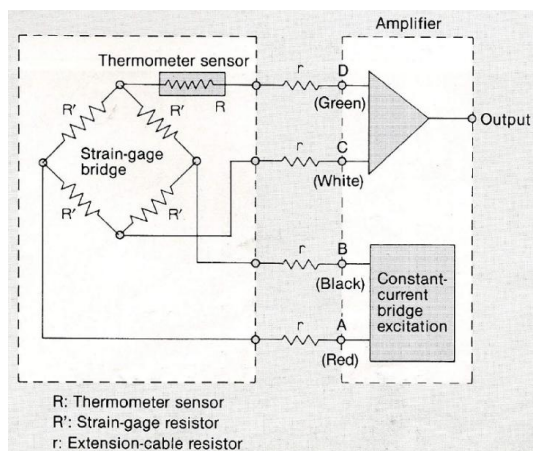 Amplifier
Thermometer sensor
r
D
R'
R'
R
(Green)
Output
Strain-gage
bridge
r
C
(White)
R'
R'
r
B
(Black)
Constant-
current
bridge
excitation
r
A
(Red)
R: Thermometer sensor
R': Strain-gage resistor
r: Extension-cable resistor